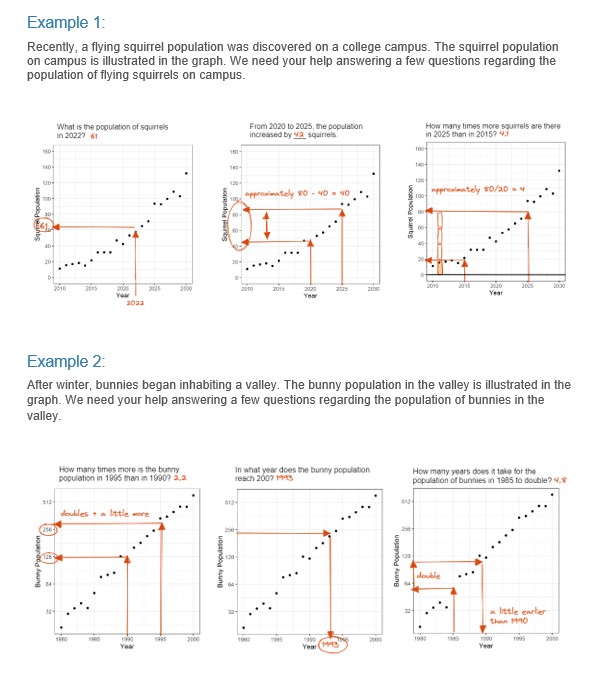 Example 1:
Recently, a flying squirrel population was discovered on a college campus. The squirrel population
on campus is illustrated in the graph. We need your help answering a few questions regarding the
population of flying squirrels on campus.
What is the population of squirrels
in 2022? 61
160
140
120
100
80
61
40
20
0
Squirrel Population
2010 2015 2020 2025 2030
Year
2022
From 2020 to 2025, the population
increased by 42 squirrels.
160
140
120
100
80
60
40
20
0
Squirrel Population
approximately 80 - 40 = 40
2010 2015 2020 2025 2030
Year
How many times more squirrels are there
in 2025 than in 2015? 4.1
160
140
120
100
80
60
40
20
0
Squirrel Population
approximately 80/20 = 4
2010 2015 2020 2025 2030
Year
Example 2:
After winter, bunnies began inhabiting a valley. The bunny population in the valley is illustrated in the
graph. We need your help answering a few questions regarding the population of bunnies in the
valley.
How many times more is the bunny
population in 1995 than in 1990? 2.2
512
256
128
64
32
Bunny Population
doubles + a little more
1980 1985 1990 1995 2000
Year
In what year does the bunny population
reach 200? 1993
512
256
128
64
32
Bunny Population
1980 1985 1990 1995 2000
Year 1993
How many years does it take for the
population of bunnies in 1985 to double? 4.8
512
256
128
64
32
Bunny Population
double
a little earlier
than 1990
1980 1985 1990 1995 2000
Year